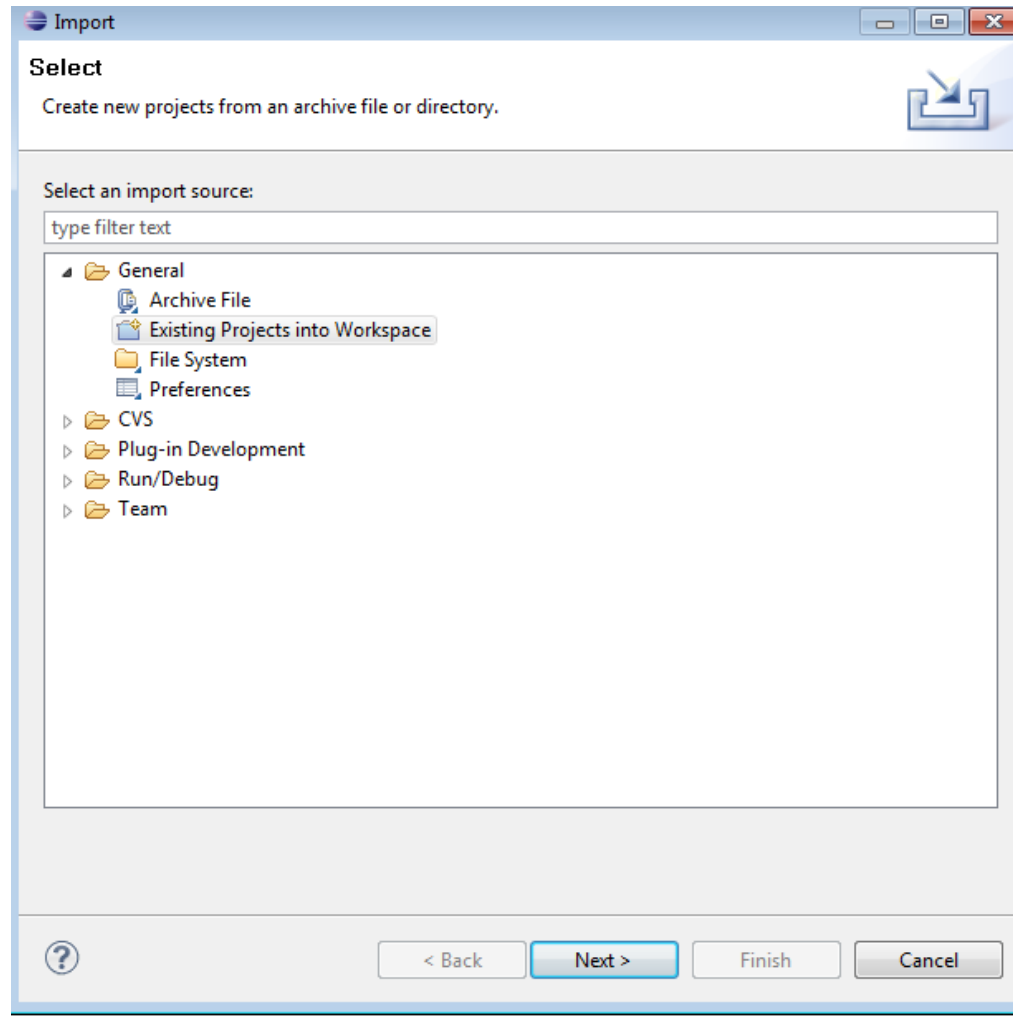 Import
Select
Create new projects from an archive file or directory.
Select an import source:
type filter text
General
Archive File
Existing Projects into Workspace
File System
Preferences
CVS
Plug-in Development
Run/Debug
Team
? < Back Next > Finish Cancel